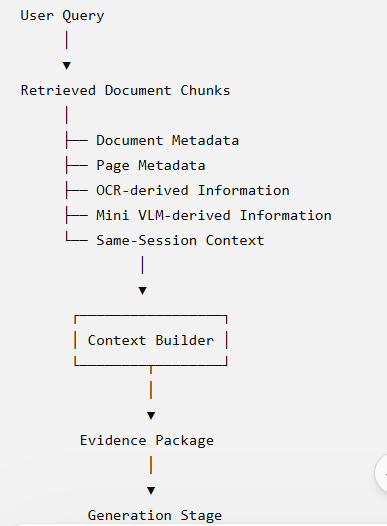 User Query
Retrieved Document Chunks
Document Metadata
Page Metadata
OCR-derived Information
Mini VLM-derived Information
Same-Session Context
Context Builder
Evidence Package
Generation Stage